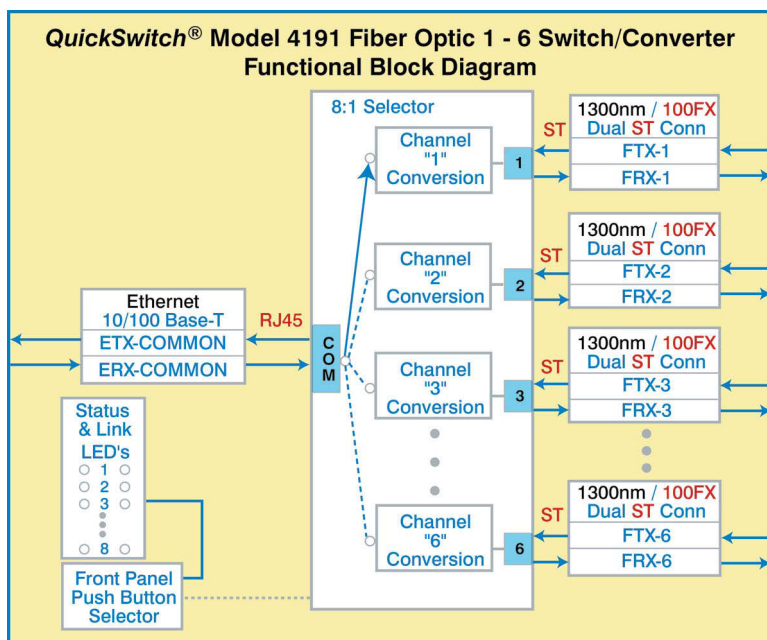 QuickSwitch® Model 4191 Fiber Optic 1 - 6 Switch/Converter
Functional Block Diagram
8:1 Selector
Channel
"1"
Conversion
1
ST
1300nm / 100FX
Dual ST Conn
FTX-1
FRX-1
Channel
"2"
Conversion
2
ST
1300nm / 100FX
Dual ST Conn
FTX-2
FRX-2
Ethernet
10/100 Base-T
ETX-COMMON
ERX-COMMON
RJ45
COM
Channel
"3"
Conversion
3
ST
1300nm / 100FX
Dual ST Conn
FTX-3
FRX-3
Status
& Link
LED's
1
2
3
8
Channel
"6"
Conversion
6
ST
1300nm / 100FX
Dual ST Conn
FTX-6
FRX-6
Front Panel
Push Button
Selector